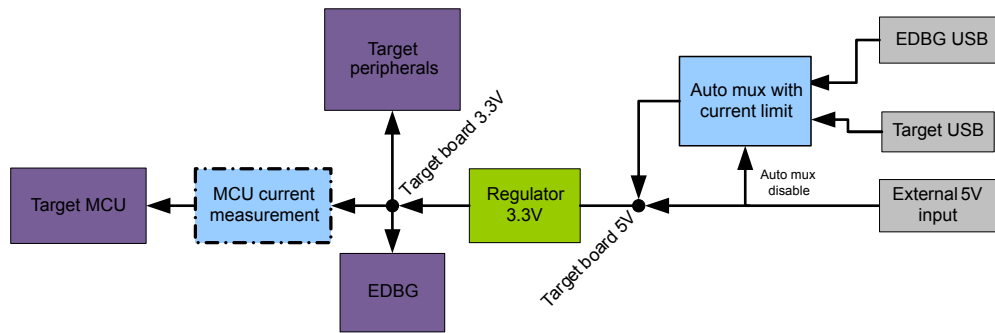 Target
peripherals
EDBG USB
Auto mux with
current limit
Target USB
Target board 3.3V
Auto mux
disable
Target MCU
MCU current
measurement
Regulator
3.3V
External 5V
input
Target board 5V
EDBG